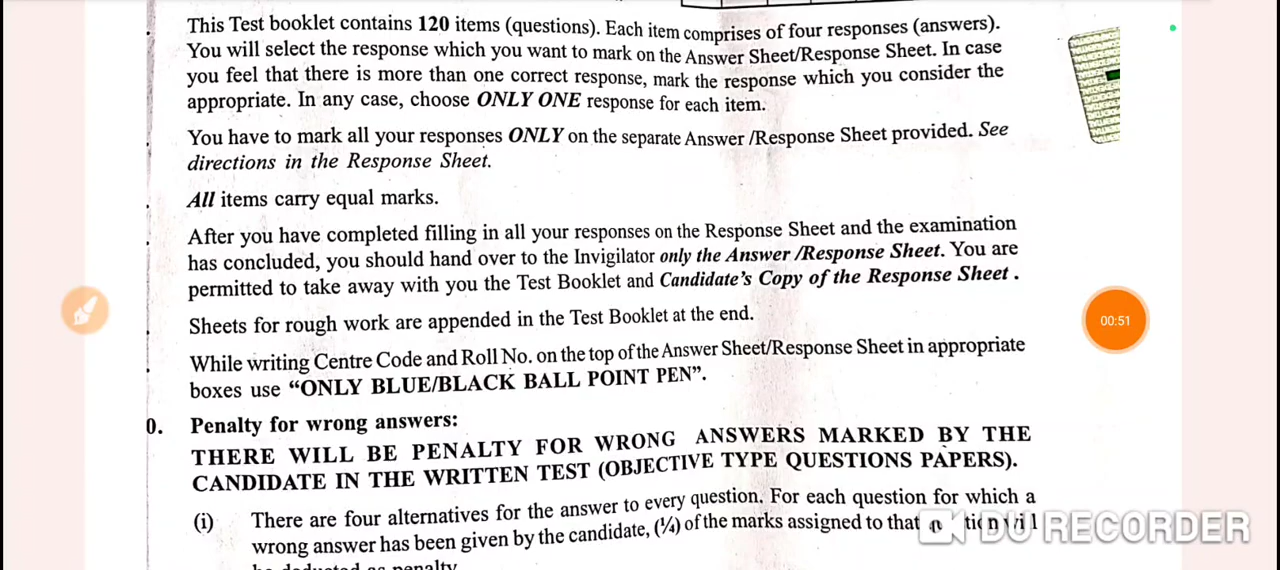 This Test booklet contains 120 items (questions). Each item comprises of four responses (answers).
You will select the response which you want to mark on the Answer Sheet/Response Sheet. In case
you feel that there is more than one correct response, mark the response which you consider the
appropriate. In any case, choose ONLY ONE response for each item.
You have to mark all your responses ONLY on the separate Answer /Response Sheet provided. See
directions in the Response Sheet.
All items carry equal marks.
After you have completed filling in all your responses on the Response Sheet and the examination
has concluded, you should hand over to the Invigilator only the Answer /Response Sheet. You are
permitted to take away with you the Test Booklet and Candidate's Copy of the Response Sheet .
00:51
Sheets for rough work are appended in the Test Booklet at the end.
While writing Centre Code and Roll No. on the top of the Answer Sheet/Response Sheet in appropriate
boxes use “ONLY BLUE/BLACK BALL POINT PEN”.
0. Penalty for wrong answers:
THERE WILL BE PENALTY FOR WRONG ANSWERS MARKED BY THE
CANDIDATE IN THE WRITTEN TEST (OBJECTIVE TYPE QUESTIONS PAPERS).
(i) There are four alternatives for the answer to every question. For each question for which a
wrong answer has been given by the candidate, (¼) of the marks assigned to that
be deducted as penalty
DU RECORDER